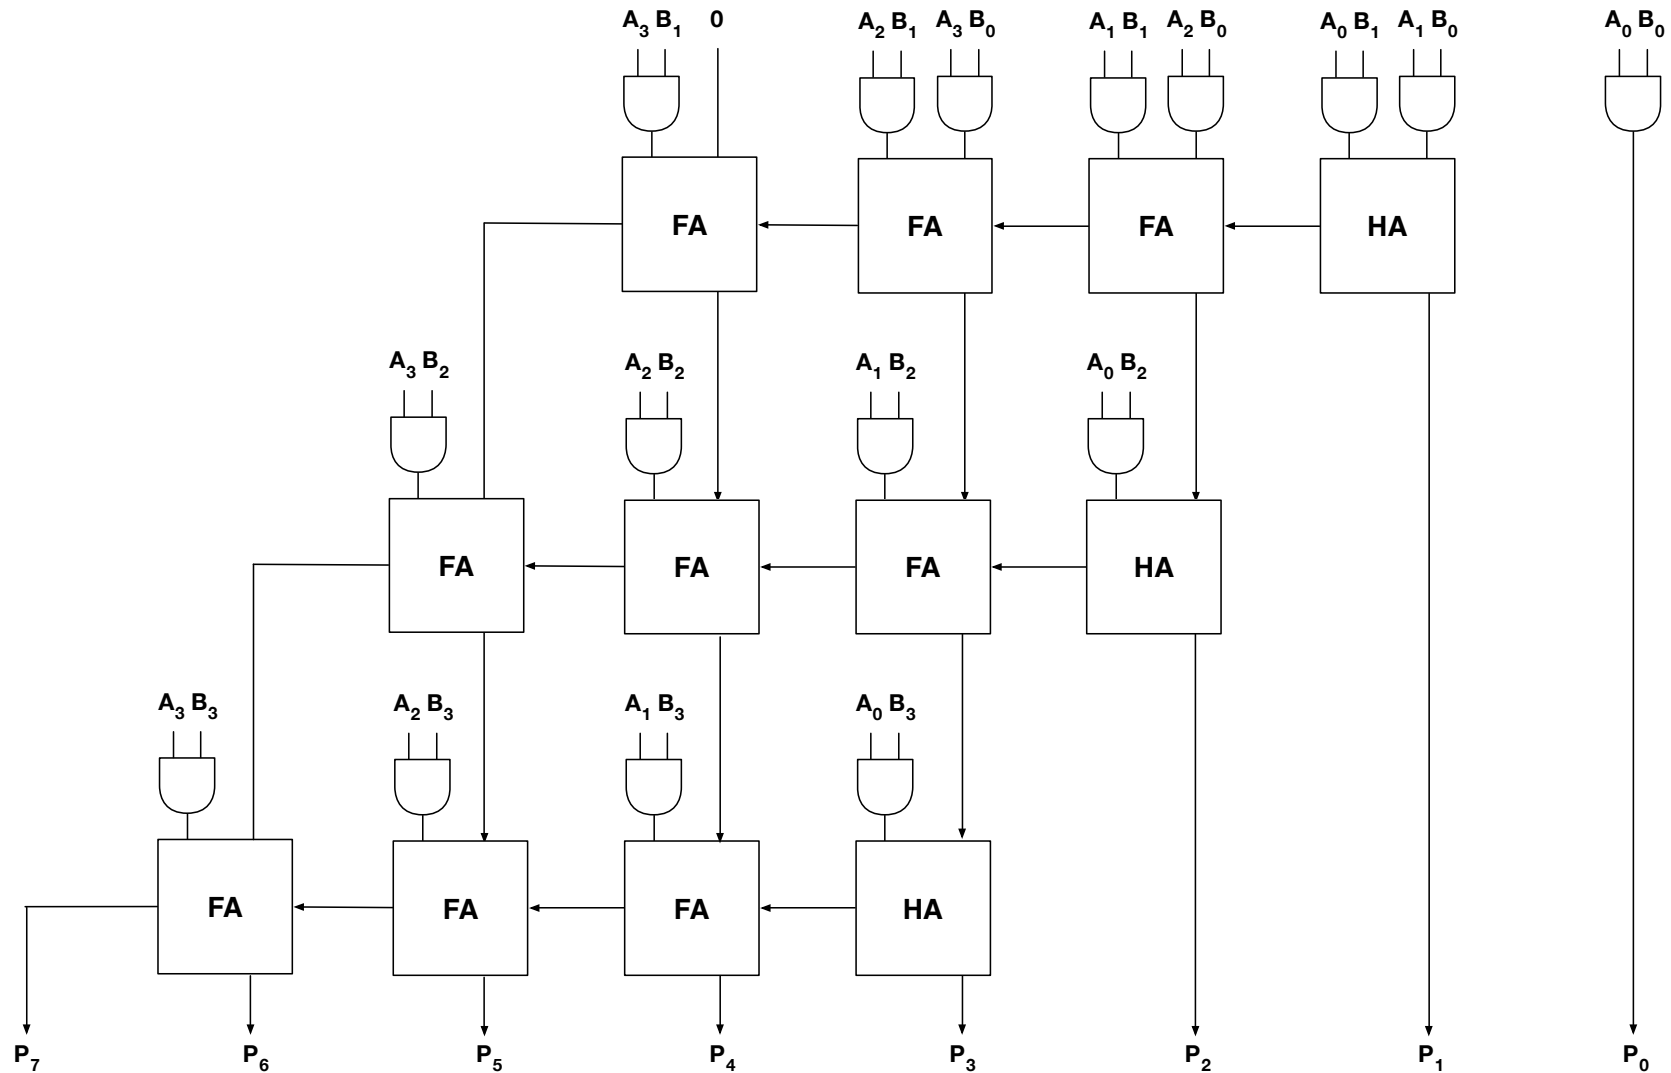 A₃ B₁ 0 A₂ B₁ A₃ B₀ A₁ B₁ A₂ B₀ A₀ B₁ A₁ B₀ A₀ B₀
FA FA FA HA
A₃ B₂ A₂ B₂ A₁ B₂ A₀ B₂
FA FA FA HA
A₃ B₃ A₂ B₃ A₁ B₃ A₀ B₃
FA FA FA HA
P₇ P₆ P₅ P₄ P₃ P₂ P₁ P₀